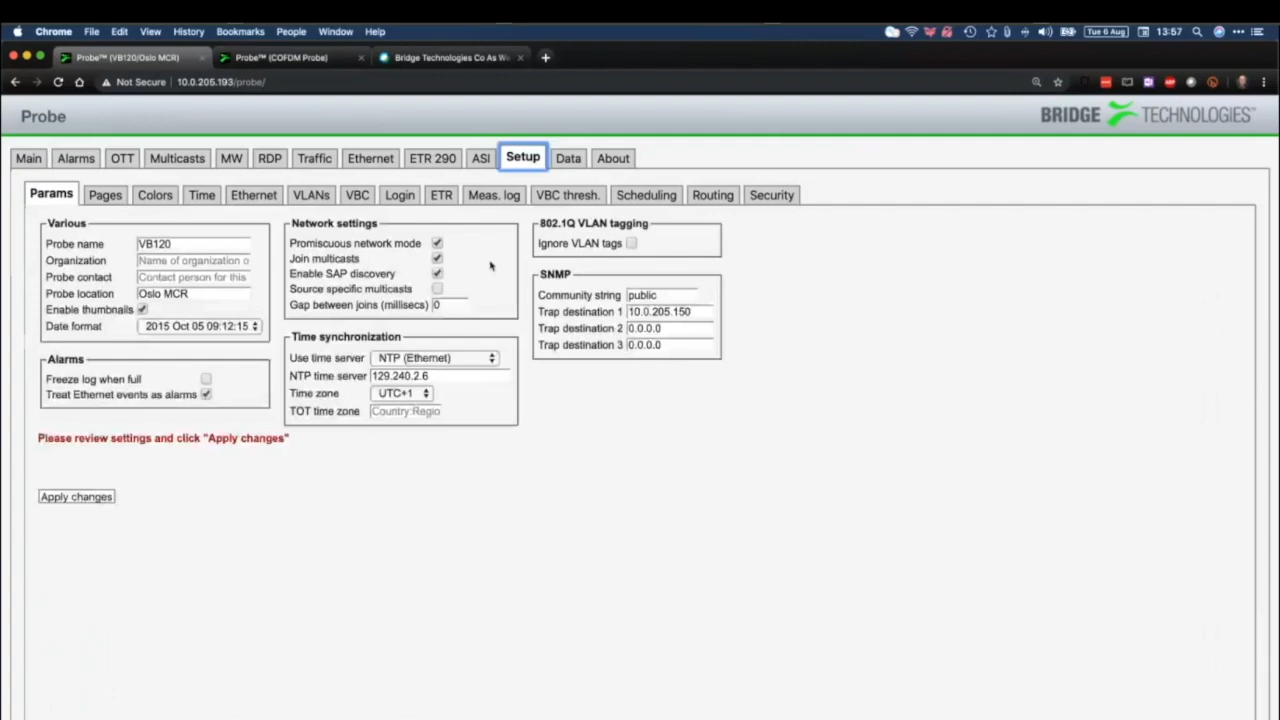 Chrome File Edit View History Bookmarks People Window Help Tue 6 Aug 13:57
Probe™ (VB120/Oslo MCR) Probe™ (COFDM Probe) Bridge Technologies Co As We
Not Secure 10.0.205.193/probe/
Probe BRIDGE TECHNOLOGIES™
Main Alarms OTT Multicasts MW RDP Traffic Ethernet ETR 290 ASI Setup Data About
Params Pages Colors Time Ethernet VLANs VBC Login ETR Meas. log VBC thresh. Scheduling Routing Security
Various
Probe name VB120
Organization Name of organization o
Probe contact Contact person for this
Probe location Oslo MCR
Enable thumbnails
Date format 2015 Oct 05 09:12:15
Alarms
Freeze log when full
Treat Ethernet events as alarms
Network settings
Promiscuous network mode
Join multicasts
Enable SAP discovery
Source specific multicasts
Gap between joins (millisecs) 0
Time synchronization
Use time server NTP (Ethernet)
NTP time server 129.240.2.6
Time zone UTC+1
TOT time zone Country:Regio
802.1Q VLAN tagging
Ignore VLAN tags
SNMP
Community string public
Trap destination 1 10.0.205.150
Trap destination 2 0.0.0.0
Trap destination 3 0.0.0.0
Please review settings and click "Apply changes"
Apply changes